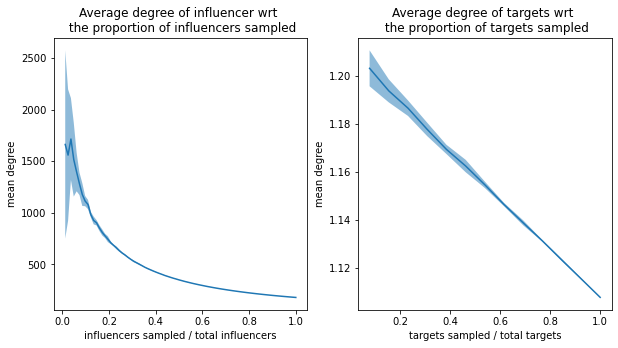 Average degree of influencer wrt
the proportion of influencers sampled
2500
2000
1500
1000
500
mean degree
0.0 0.2 0.4 0.6 0.8 1.0
influencers sampled / total influencers
Average degree of targets wrt
the proportion of targets sampled
1.20
1.18
1.16
1.14
1.12
mean degree
0.2 0.4 0.6 0.8 1.0
targets sampled / total targets